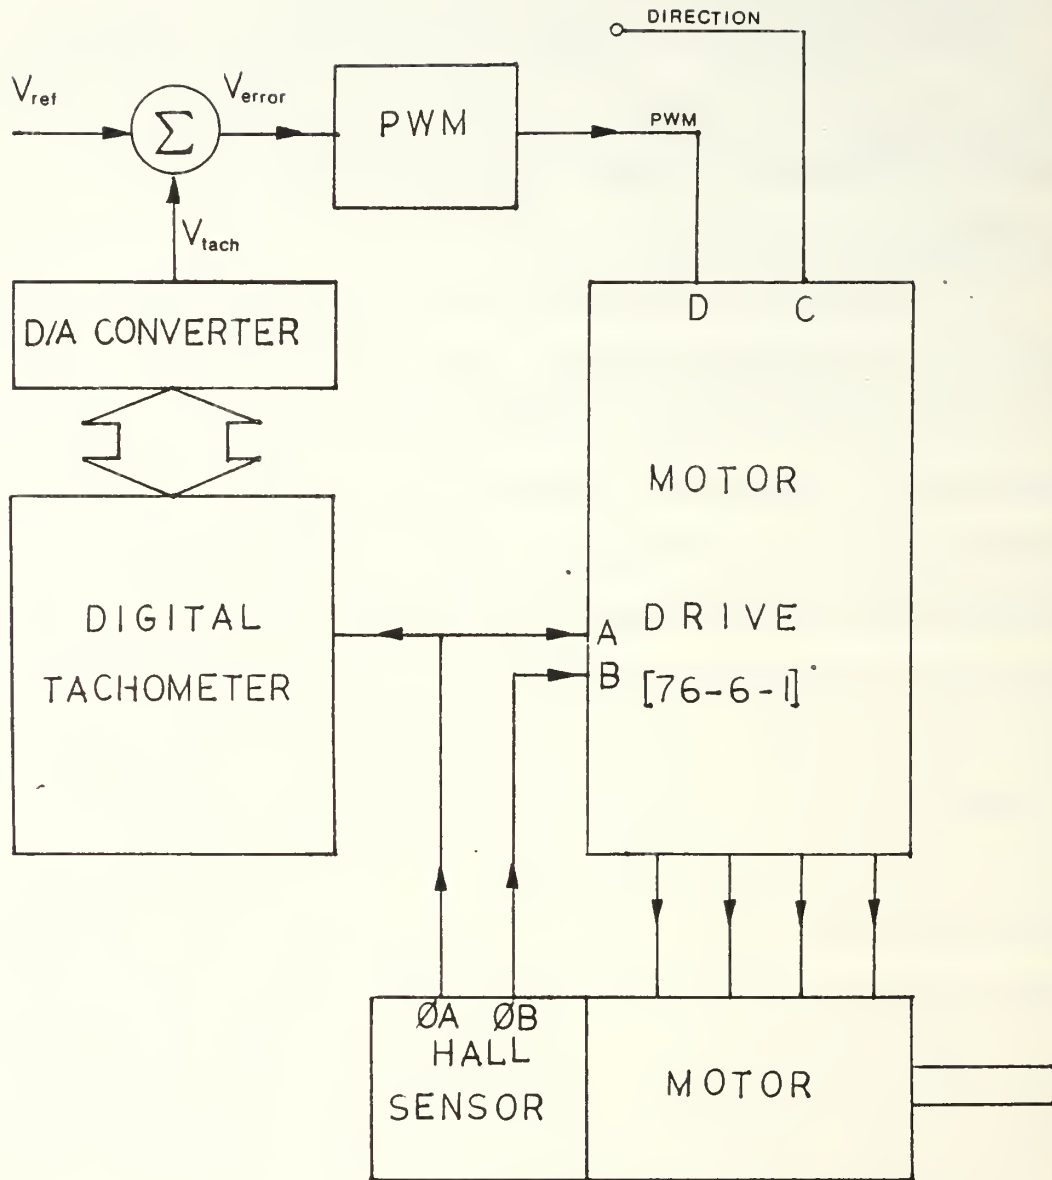 DIRECTION
V_ref
Σ
V_error
PWM
PWM
V_tach
D/A CONVERTER
D C
MOTOR
DRIVE
[76-6-1]
A
B
DIGITAL
TACHOMETER
ØA ØB
HALL
SENSOR
MOTOR